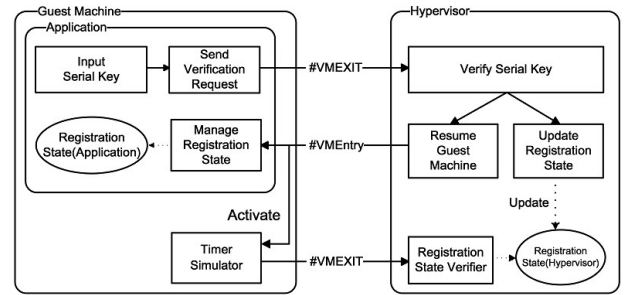 Guest Machine
Application
Input
Serial Key
Send
Verification
Request
#VMEXIT
Hypervisor
Verify Serial Key
Registration
State(Application)
Manage
Registration
State
#VMEntry
Resume
Guest
Machine
Update
Registration
State
Activate
Update
Timer
Simulator
#VMEXIT
Registration
State Verifier
Registration
State(Hypervisor)